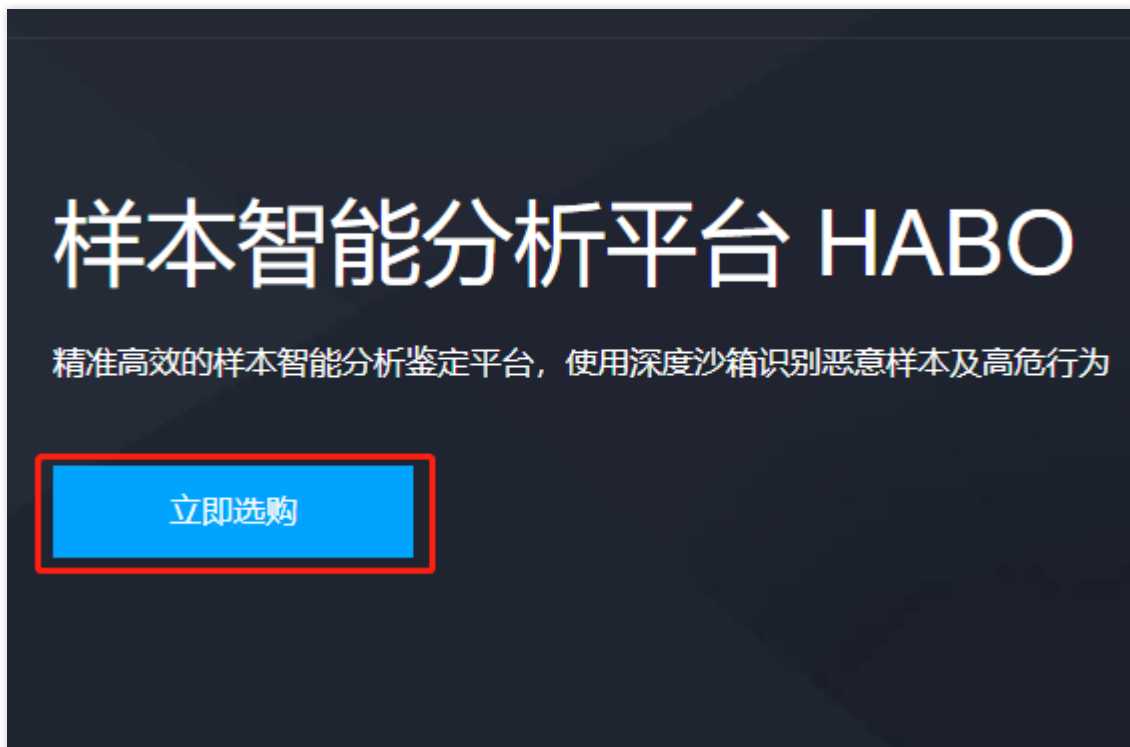 样本智能分析平台 HABO
精准高效的样本智能分析鉴定平台，使用深度沙箱识别恶意样本及高危行为
立即选购